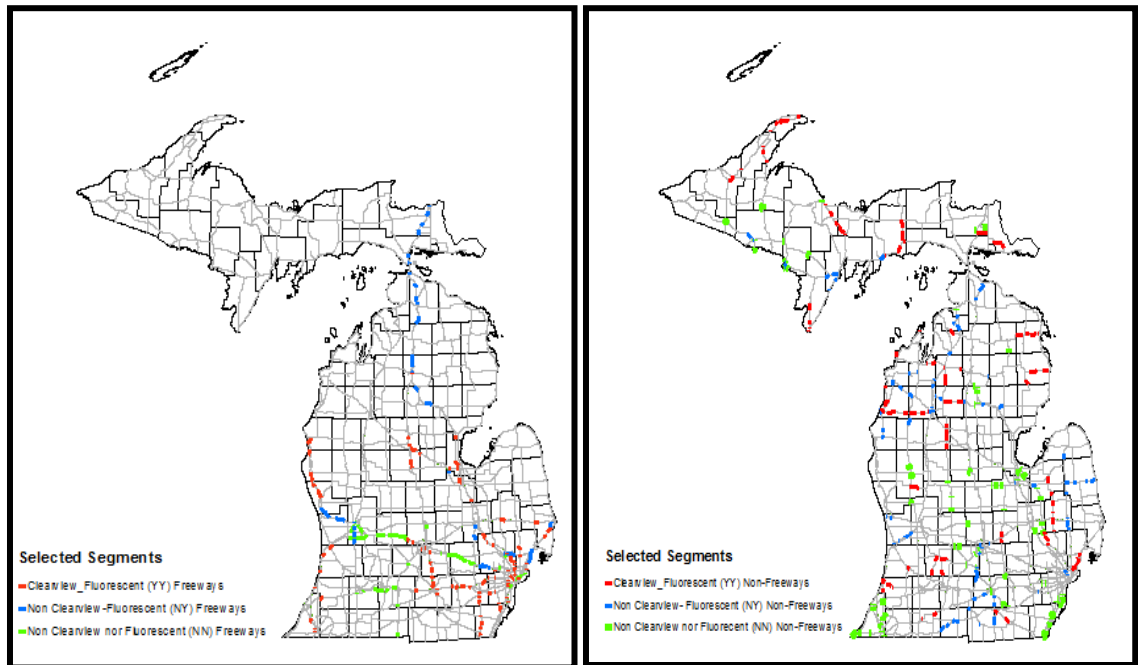 Selected Segments
Clearview_Fluorescent (YY) Freeways
Non Clearview-Fluorescent (NY) Freeways
Non Clearview nor Fluorescent (NN) Freeways
Selected Segments
Clearview_Fluorescent (YY) Non-Freeways
Non Clearview- Fluorescent (NY) Non-Freeways
Non Clearview nor Fluorecent (NN) Non-Freeways